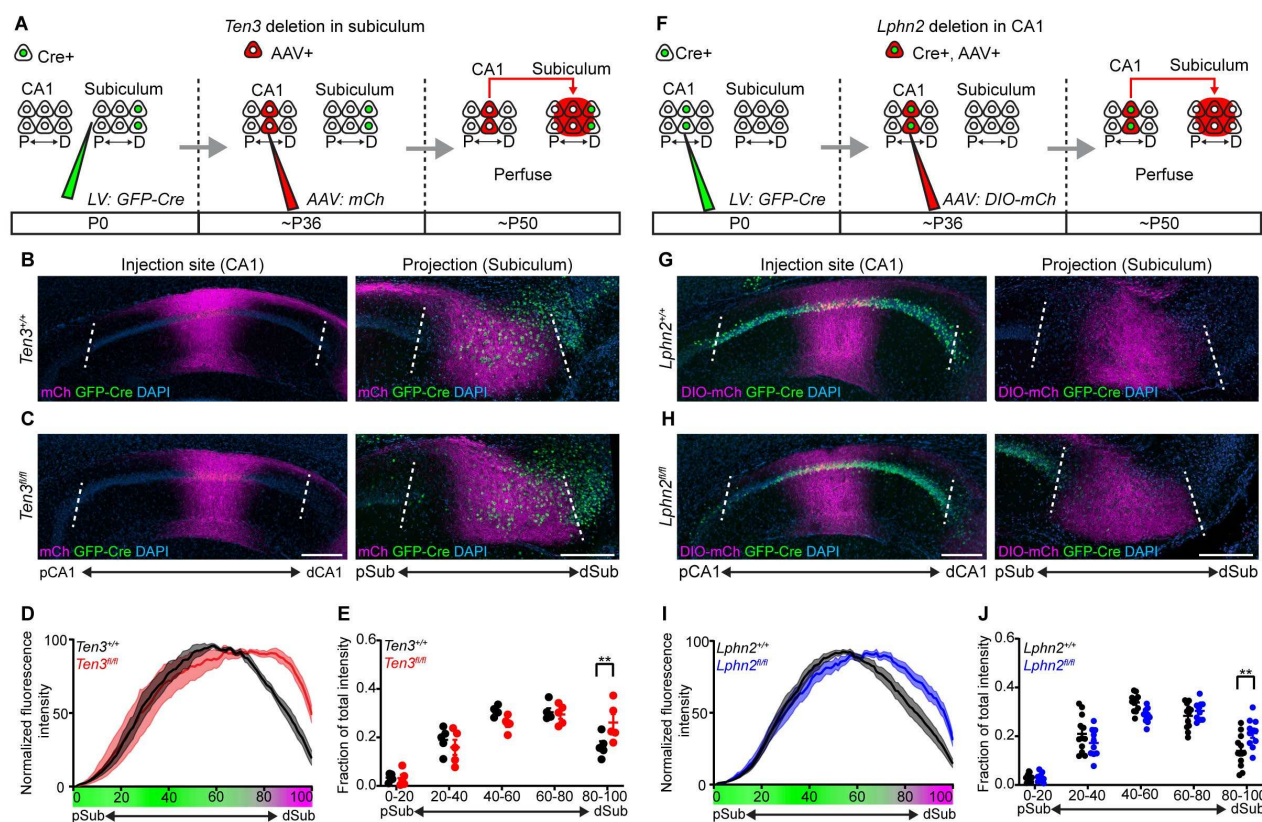 A
Ten3 deletion in subiculum
Cre+
AAV+
CA1 Subiculum
P D P D
LV: GFP-Cre
CA1 Subiculum
P D P D
AAV: mCh
CA1 Subiculum
P D P D
Perfuse
P0 ~P36 ~P50
B
Injection site (CA1) Projection (Subiculum)
Ten3+/+
mCh GFP-Cre DAPI mCh GFP-Cre DAPI
C
Ten3fl/fl
mCh GFP-Cre DAPI mCh GFP-Cre DAPI
pCA1 dCA1 pSub dSub
D
Normalized fluorescence
intensity
100
50
0
Ten3+/+
Ten3fl/fl
0 20 40 60 80 100
pSub dSub
E
Fraction of total intensity
0.6
0.4
0.2
0.0
Ten3+/+
Ten3fl/fl
**
0-20 20-40 40-60 60-80 80-100
pSub dSub
F
Lphn2 deletion in CA1
Cre+
Cre+, AAV+
CA1 Subiculum
P D P D
LV: GFP-Cre
CA1 Subiculum
P D P D
AAV: DIO-mCh
CA1 Subiculum
P D P D
Perfuse
P0 ~P36 ~P50
G
Injection site (CA1) Projection (Subiculum)
Lphn2+/+
DIO-mCh GFP-Cre DAPI DIO-mCh GFP-Cre DAPI
H
Lphn2fl/fl
DIO-mCh GFP-Cre DAPI DIO-mCh GFP-Cre DAPI
pCA1 dCA1 pSub dSub
I
Normalized fluorescence
intensity
100
50
0
Lphn2+/+
Lphn2fl/fl
0 20 40 60 80 100
pSub dSub
J
Fraction of total intensity
0.6
0.4
0.2
0.0
Lphn2+/+
Lphn2fl/fl
**
0-20 20-40 40-60 60-80 80-100
pSub dSub